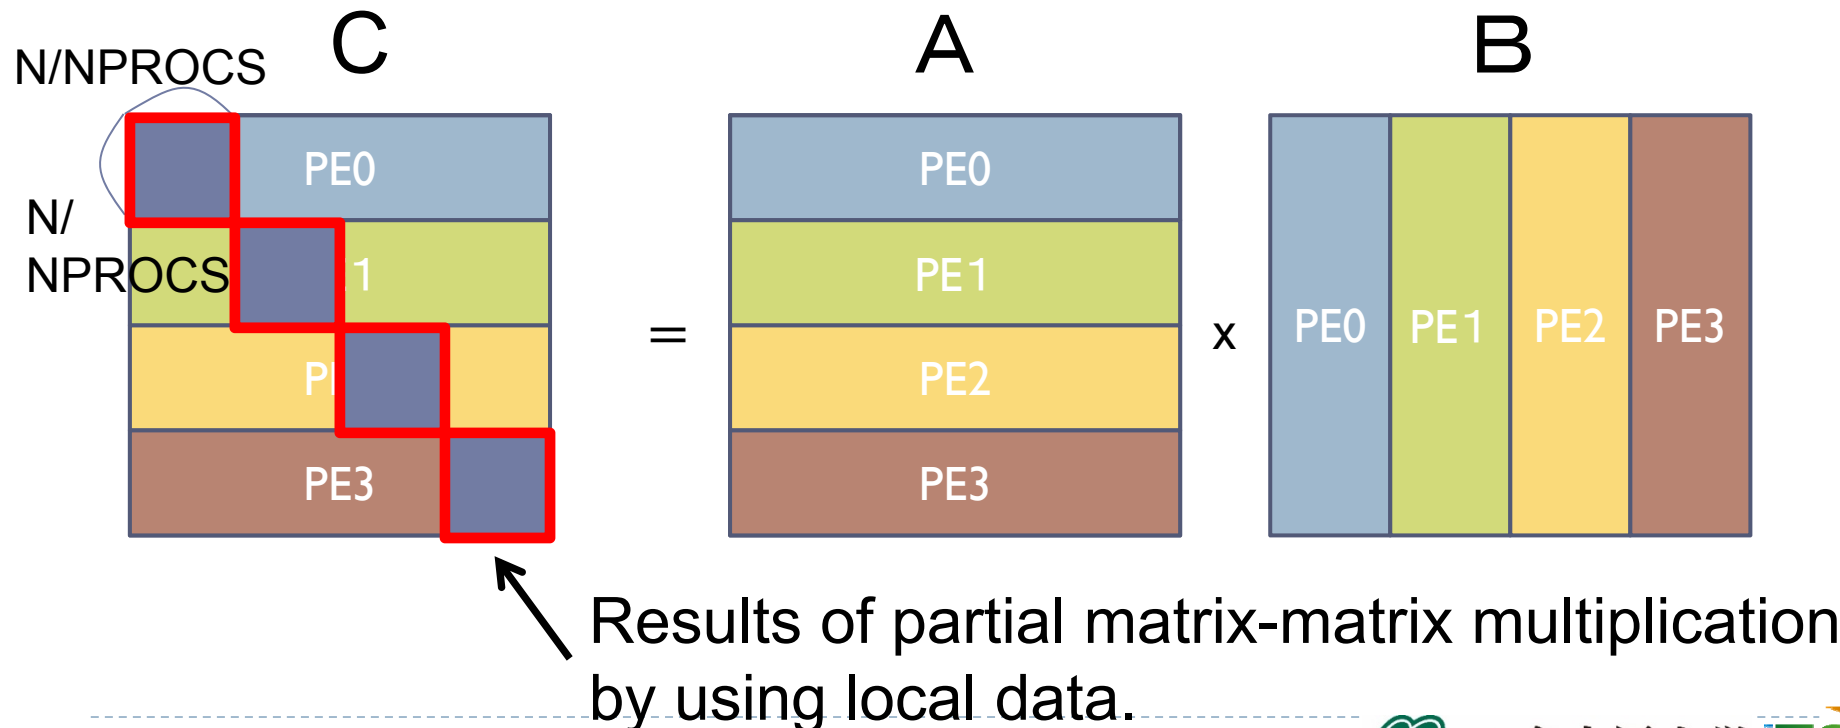 C
A
B
N/NPROCS
N/
NPROCS
PE0
1
P
PE3
=
PE0
PE1
PE2
PE3
x
PE0
PE1
PE2
PE3
Results of partial matrix-matrix multiplication
by using local data.